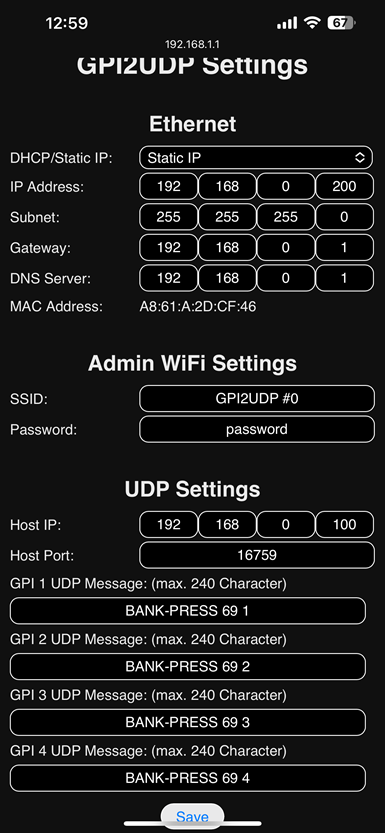 12:59
67
192.168.1.1
GPI2UDP Settings
Ethernet
DHCP/Static IP: Static IP
IP Address: 192 168 0 200
Subnet: 255 255 255 0
Gateway: 192 168 0 1
DNS Server: 192 168 0 1
MAC Address: A8:61:A:2D:CF:46
Admin WiFi Settings
SSID: GPI2UDP #0
Password: password
UDP Settings
Host IP: 192 168 0 100
Host Port: 16759
GPI 1 UDP Message: (max. 240 Character)
BANK-PRESS 69 1
GPI 2 UDP Message: (max. 240 Character)
BANK-PRESS 69 2
GPI 3 UDP Message: (max. 240 Character)
BANK-PRESS 69 3
GPI 4 UDP Message: (max. 240 Character)
BANK-PRESS 69 4
Save